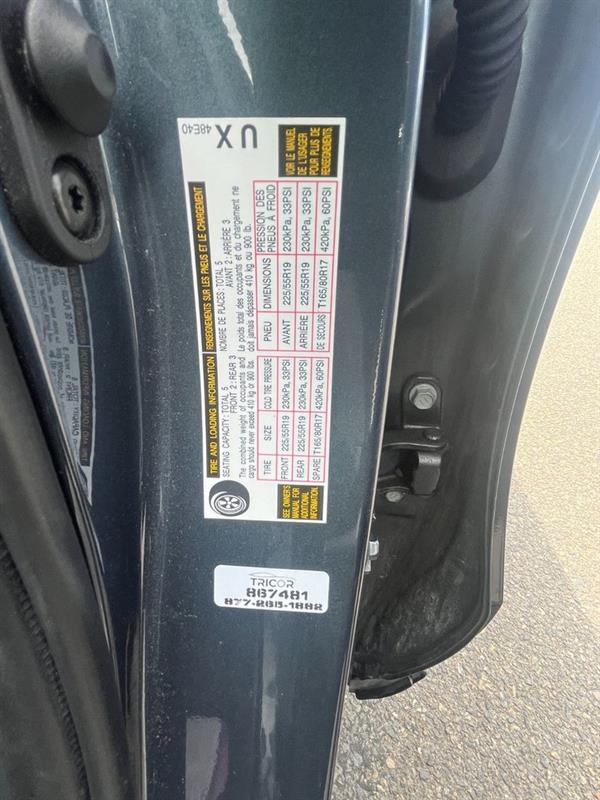 TIRE AND LOADING INFORMATION
RENSEIGNEMENTS SUR LES PNEUS ET LE CHARGEMENT
SEATING CAPACITY: TOTAL 5
FRONT 2: REAR 3
NOMBRE DE PLACES: TOTAL 5
AVANT 2: ARRIÈRE 3
The combined weight of occupants and
cargo should never exceed 410 kg or 900 lbs.
Le poids total des occupants et du chargement ne
doit jamais dépasser 410 kg ou 900 lb.
TIRE SIZE COLD TIRE PRESSURE
FRONT 225/55R19 230kPa, 33PSI
REAR 225/55R19 230kPa, 33PSI
SPARE T165/80R17 420kPa, 60PSI
PNEU DIMENSIONS PRESSION DES PNEUS À FROID
AVANT 225/55R19 230kPa, 33PSI
ARRIÈRE 225/55R19 230kPa, 33PSI
DE SECOURS T165/80R17 420kPa, 60PSI
SEE OWNER'S
MANUAL FOR
ADDITIONAL
INFORMATION
VOIR LE MANUEL
DE L'USAGER
POUR PLUS DE
RENSEIGNEMENTS
UX
48E40
TRICOR
867481
877-265-1882